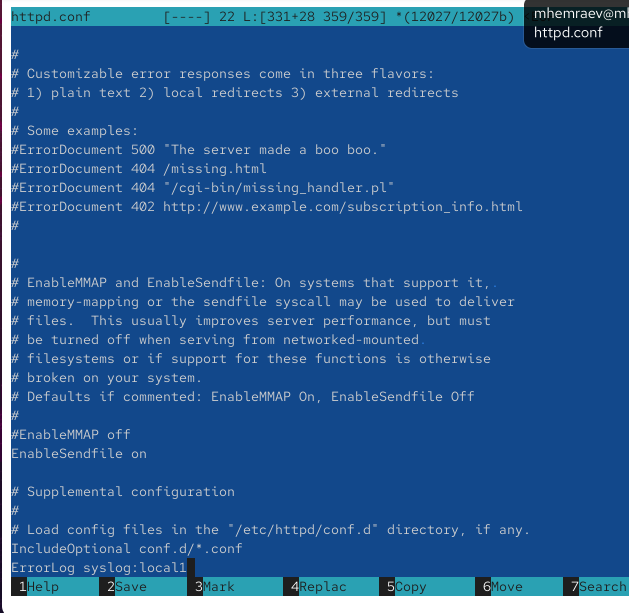 httpd.conf [----] 22 L:[331+28 359/359] *(12027/12027b)
mhemraev@
httpd.conf
#
# Customizable error responses come in three flavors:
# 1) plain text 2) local redirects 3) external redirects
#
# Some examples:
#ErrorDocument 500 "The server made a boo boo."
#ErrorDocument 404 /missing.html
#ErrorDocument 404 "/cgi-bin/missing_handler.pl"
#ErrorDocument 402 http://www.example.com/subscription_info.html
#
#
# EnableMMAP and EnableSendfile: On systems that support it,.
# memory-mapping or the sendfile syscall may be used to deliver
# files.  This usually improves server performance, but must
# be turned off when serving from networked-mounted.
# filesystems or if support for these functions is otherwise
# broken on your system.
# Defaults if commented: EnableMMAP On, EnableSendfile Off
#
#EnableMMAP off
EnableSendfile on
# Supplemental configuration
#
# Load config files in the "/etc/httpd/conf.d" directory, if any.
IncludeOptional conf.d/*.conf
ErrorLog syslog:local1
1Help 2Save 3Mark 4Replac 5Copy 6Move 7Search